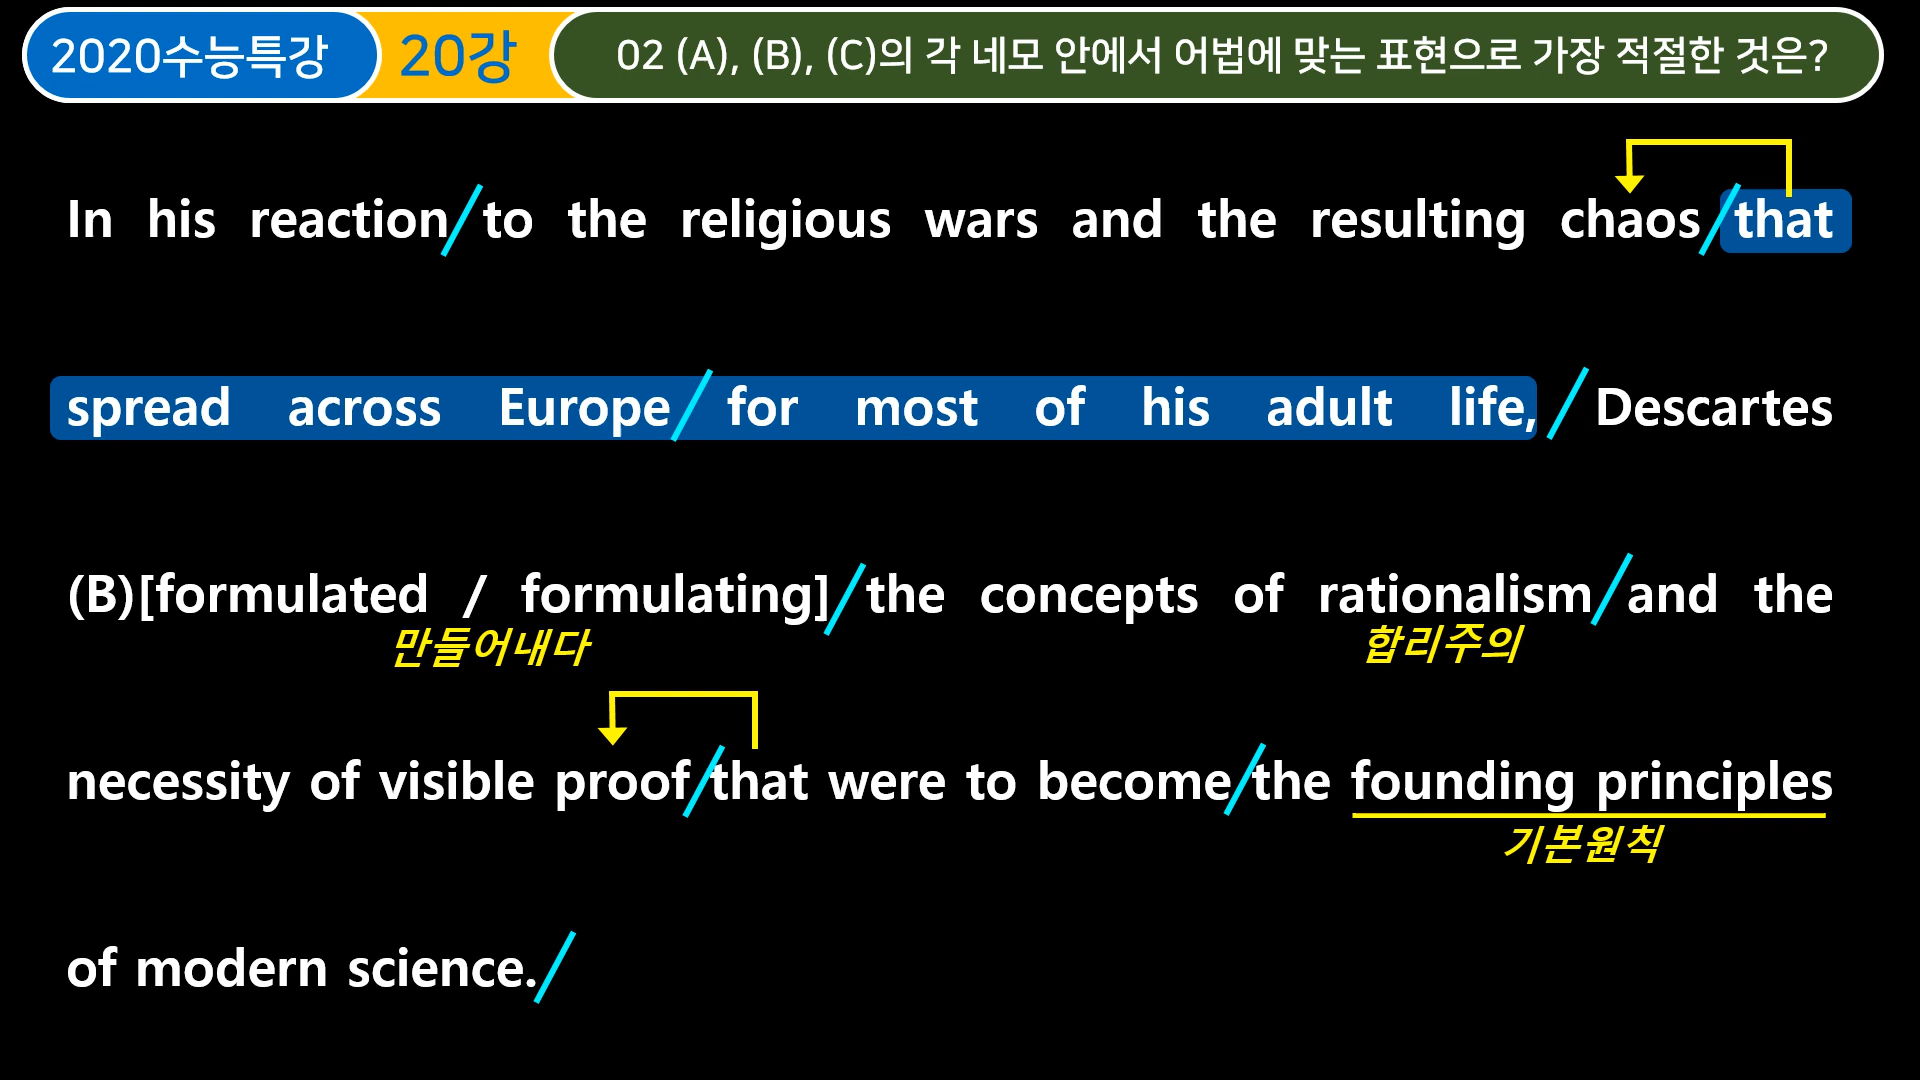 2020수능특강 20강 02 (A), (B), (C)의 각 네모 안에서 어법에 맞는 표현으로 가장 적절한 것은?
In his reaction/to the religious wars and the resulting chaos/that
spread across Europe/for most of his adult life,/Descartes
(B)[formulated / formulating]/the concepts of rationalism/and the
만들어내다 합리주의
necessity of visible proof/that were to become/the founding principles
기본원칙
of modern science./